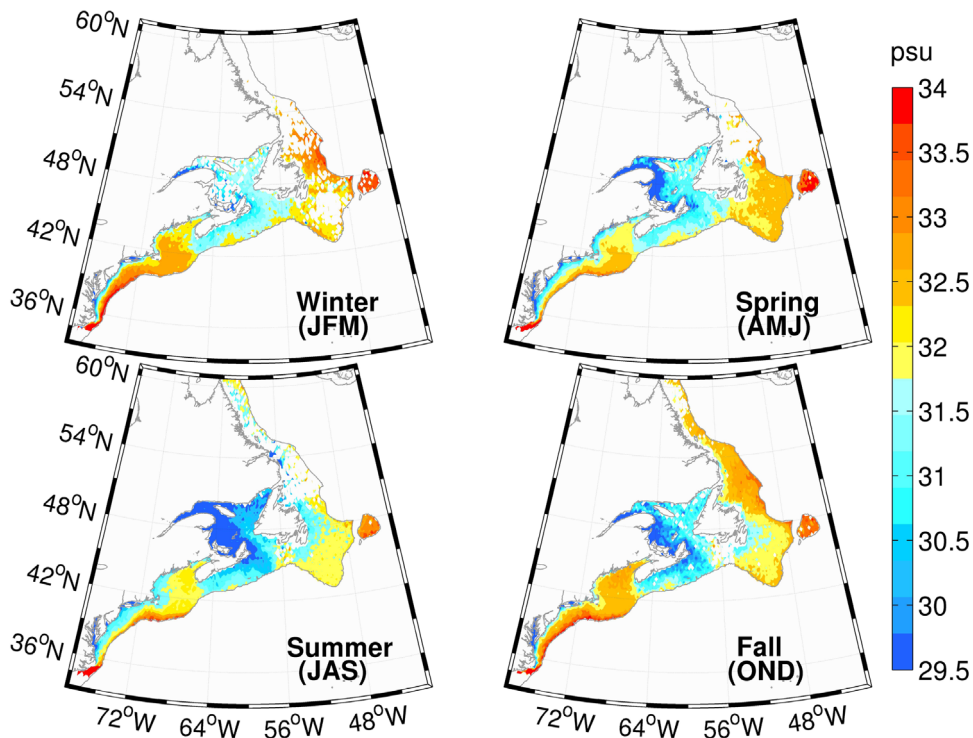 60°N
54°N
48°N
42°N
36°N
Winter
(JFM)
Spring
(AMJ)
60°N
54°N
48°N
42°N
36°N
72°W
64°W
56°W
48°W
Summer
(JAS)
72°W
64°W
56°W
48°W
Fall
(OND)
psu
34
33.5
33
32.5
32
31.5
31
30.5
30
29.5